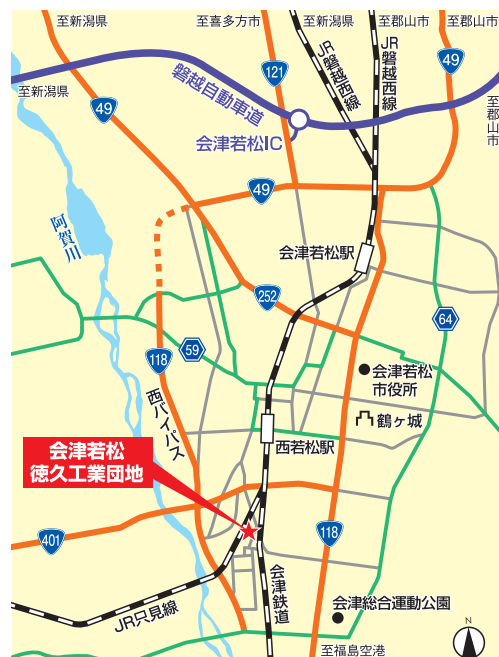 至新潟県
至喜多方市
至新潟県
至郡山市
至郡山市
JR磐越西線
JR磐越西線
121
49
至新潟県
49
磐越自動車道
至郡山市
会津若松IC
49
阿賀川
会津若松駅
252
64
59
118
会津若松
市役所
西バイパス
鶴ヶ城
西若松駅
会津若松
徳久工業団地
401
118
会津鉄道
JR只見線
会津総合運動公園
至福島空港
N